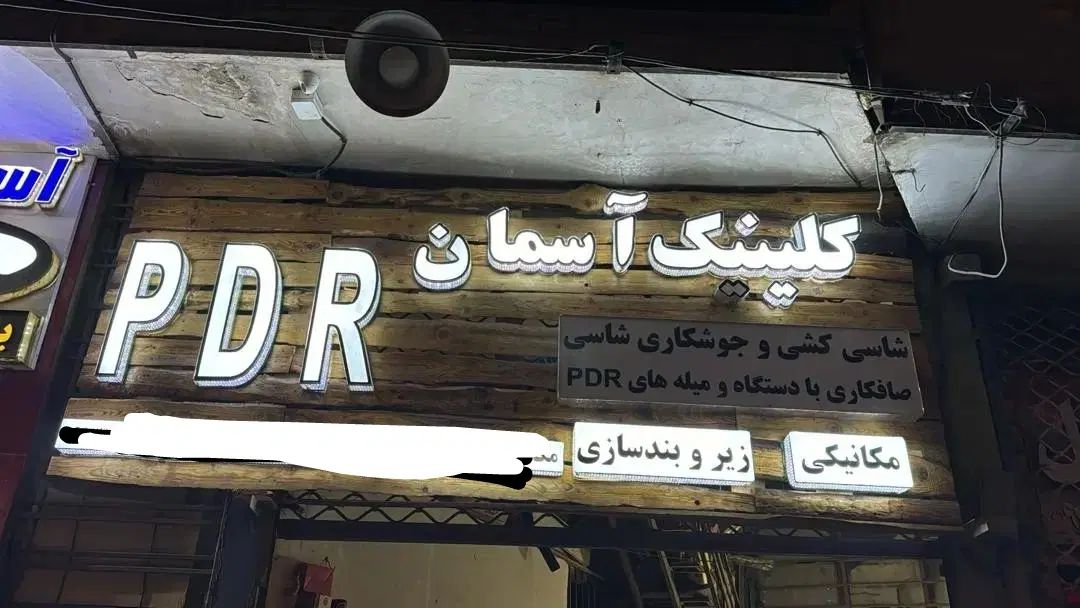 کلینیک آسمان
PDR
شاسی کشی و جوشکاری شاسی
صافکاری با دستگاه و میله های PDR
مکانیکی
زیر و بندسازی